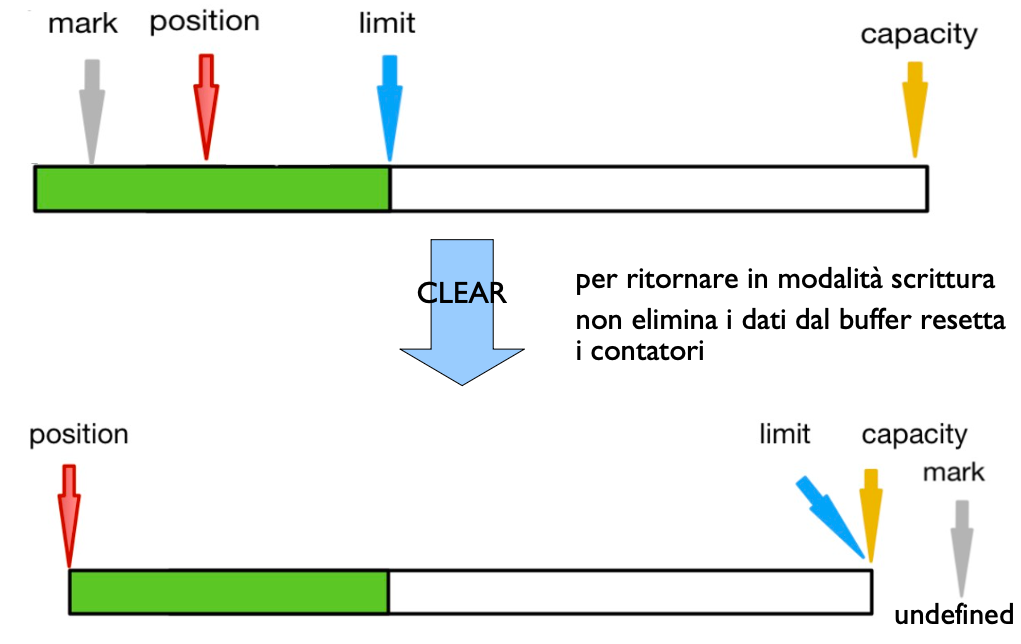 mark position limit capacity
CLEAR
per ritornare in modalità scrittura
non elimina i dati dal buffer resetta
i contatori
position limit capacity
mark
undefined